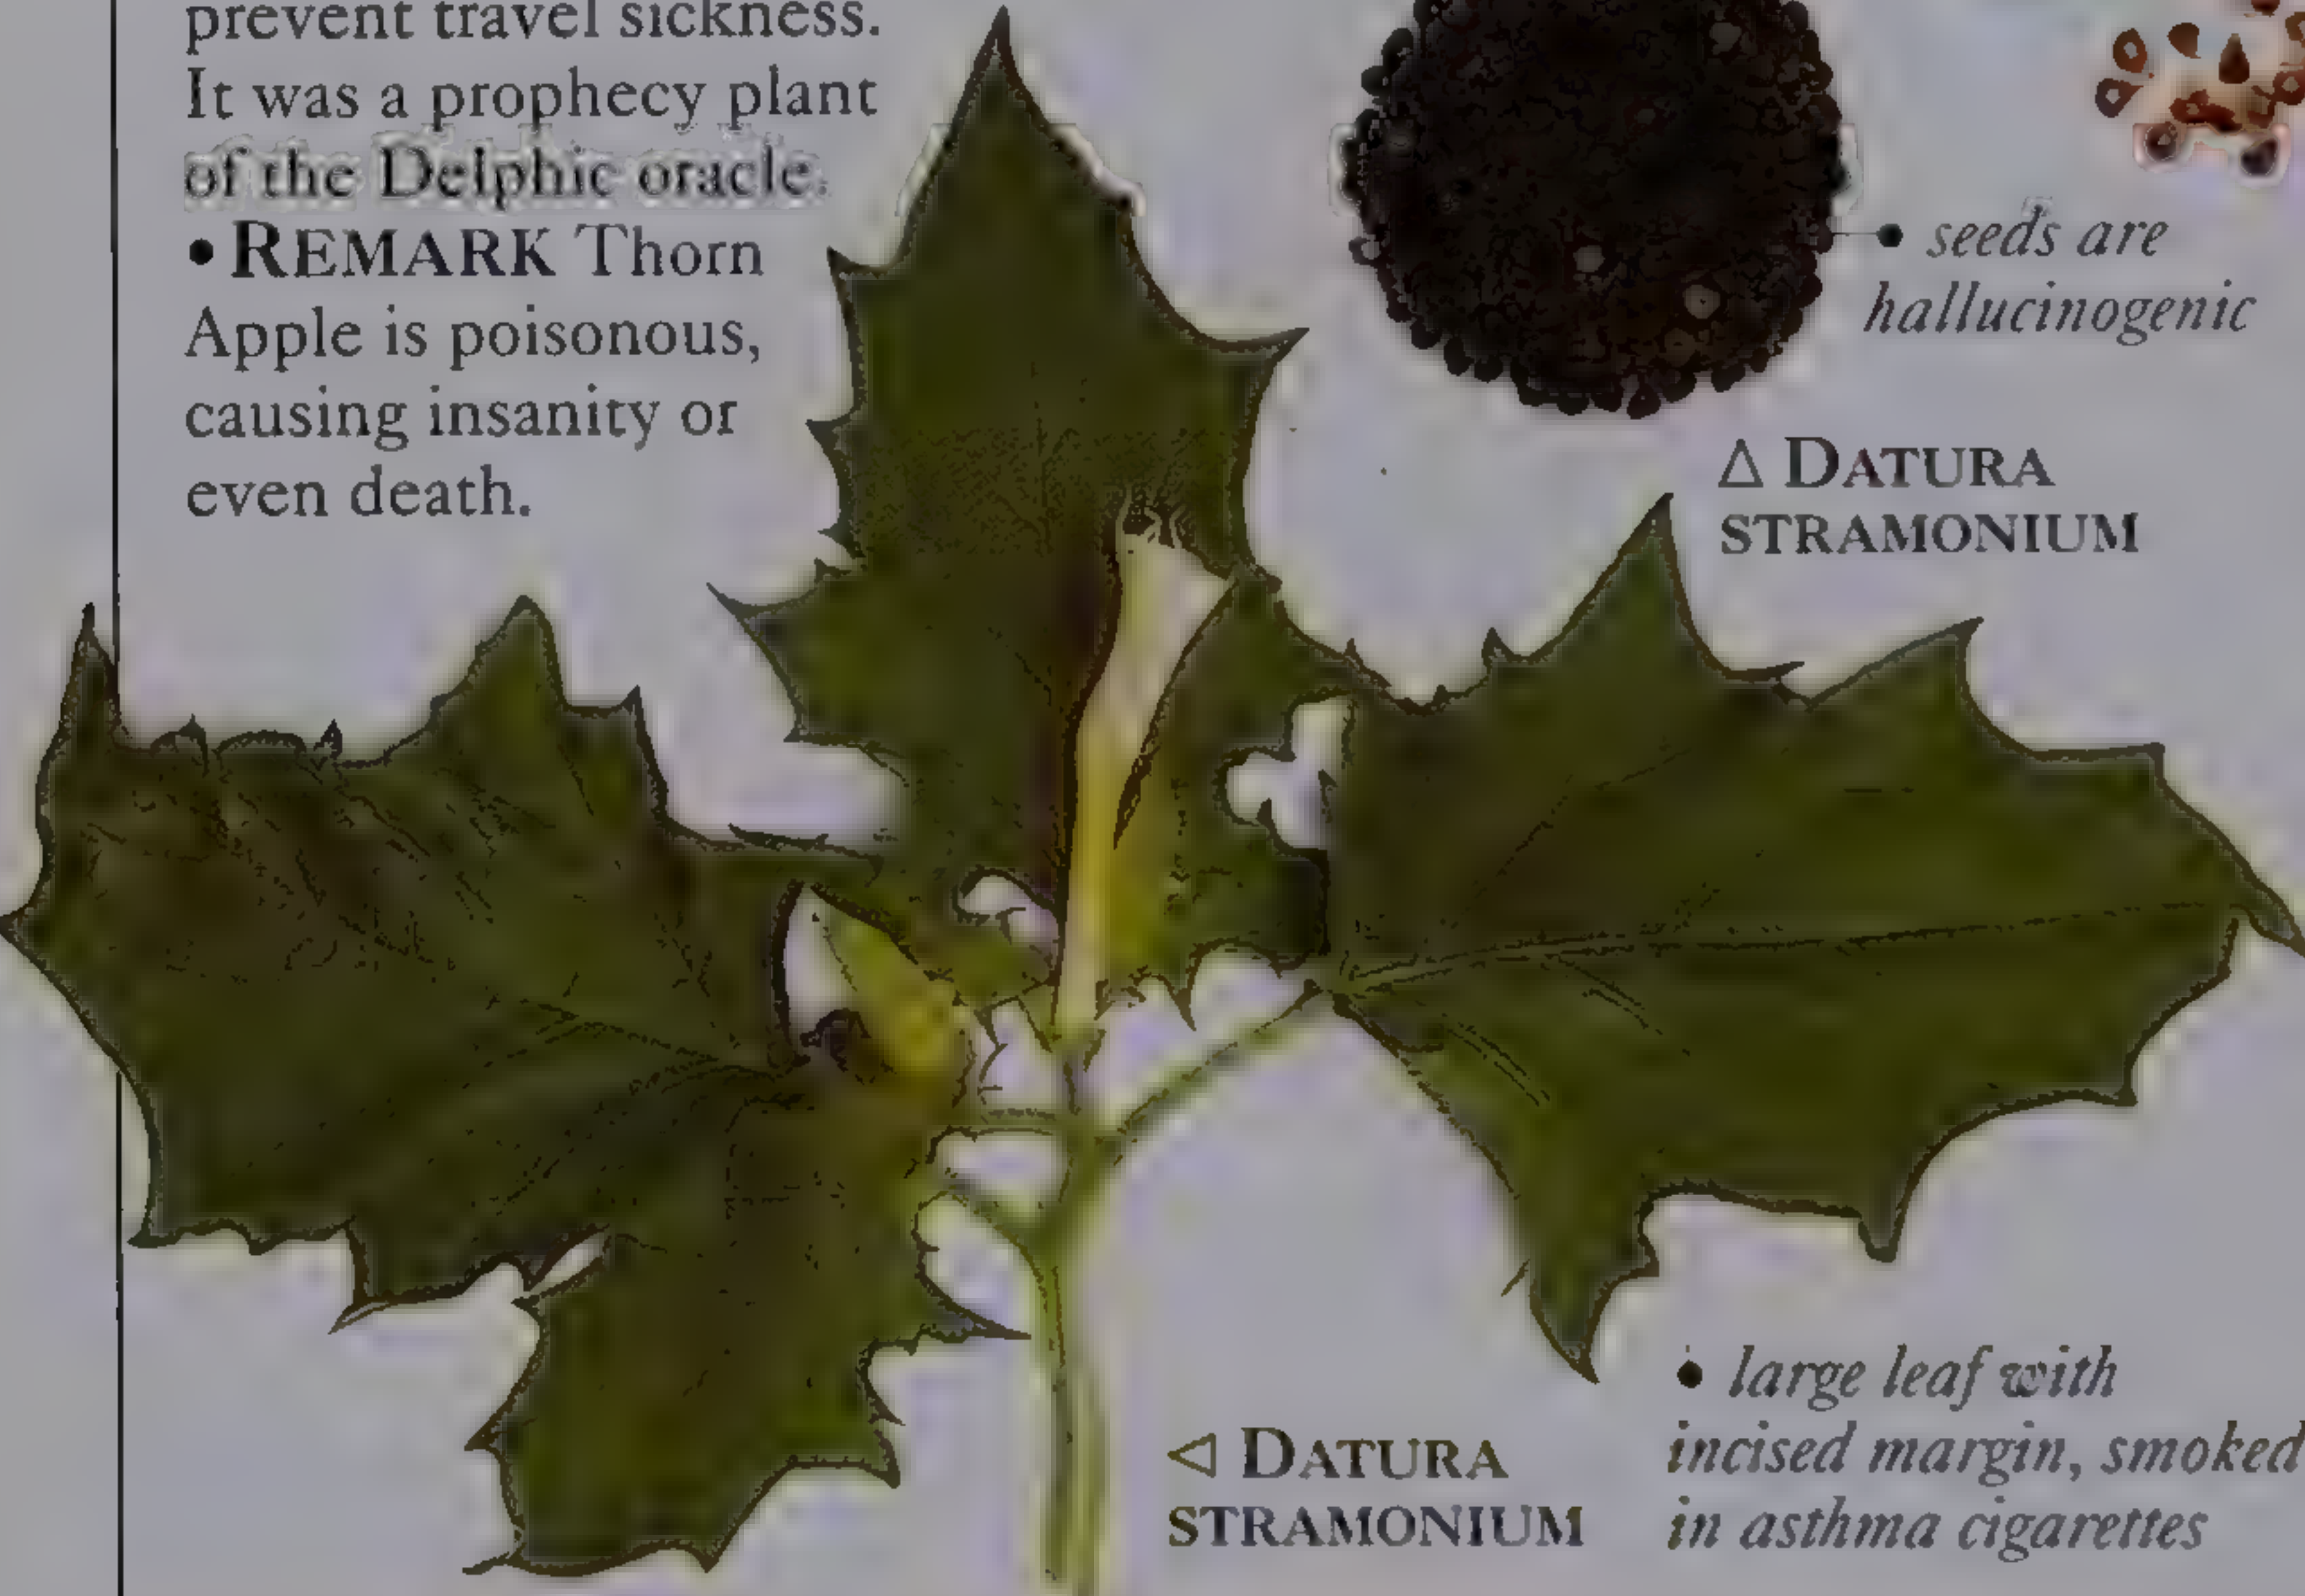 prevent travel sickness.
It was a prophecy plant
of the Delphic oracle.
• REMARK Thorn
Apple is poisonous,
causing insanity or
even death.
• seeds are
hallucinogenic
△ DATURA
STRAMONIUM
◁ DATURA
STRAMONIUM
• large leaf with
incised margin, smoked
in asthma cigarettes